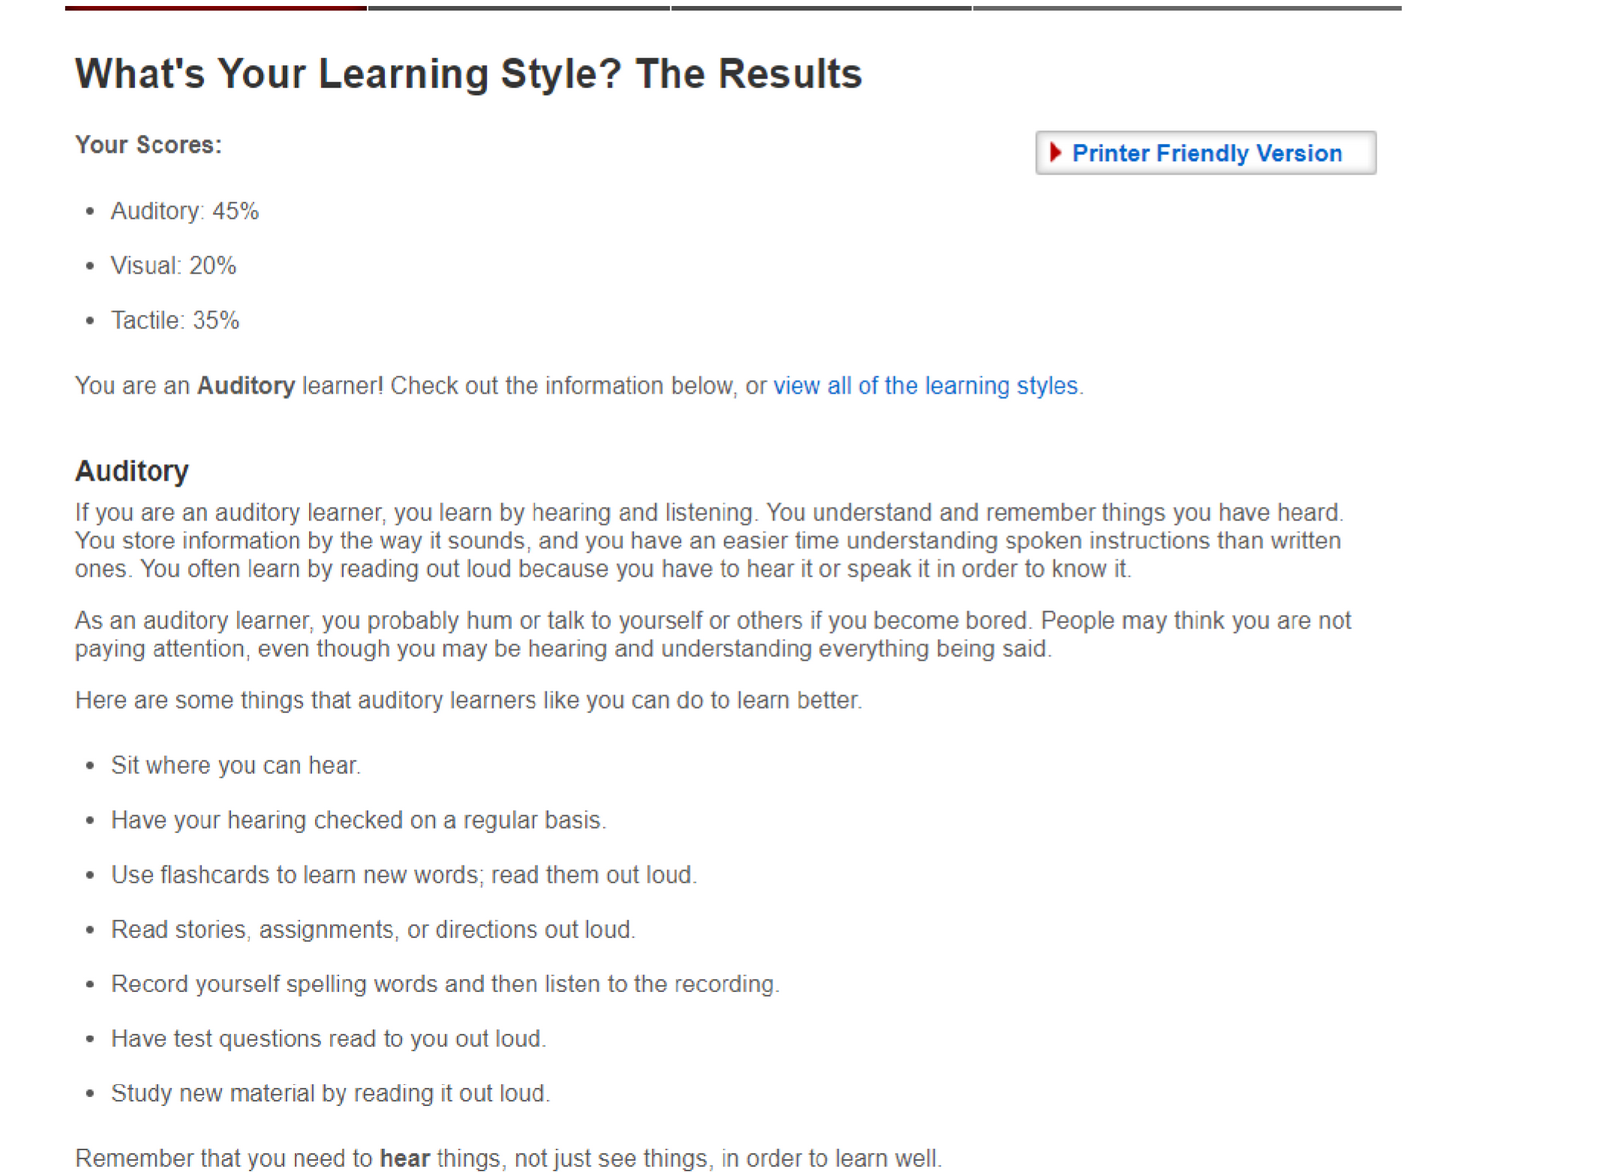 What's Your Learning Style? The Results
Your Scores:
Printer Friendly Version
• Auditory: 45%
• Visual: 20%
• Tactile: 35%
You are an Auditory learner! Check out the information below, or view all of the learning styles.
Auditory
If you are an auditory learner, you learn by hearing and listening. You understand and remember things you have heard.
You store information by the way it sounds, and you have an easier time understanding spoken instructions than written
ones. You often learn by reading out loud because you have to hear it or speak it in order to know it.
As an auditory learner, you probably hum or talk to yourself or others if you become bored. People may think you are not
paying attention, even though you may be hearing and understanding everything being said.
Here are some things that auditory learners like you can do to learn better.
• Sit where you can hear.
• Have your hearing checked on a regular basis.
• Use flashcards to learn new words; read them out loud.
• Read stories, assignments, or directions out loud.
• Record yourself spelling words and then listen to the recording.
• Have test questions read to you out loud.
• Study new material by reading it out loud.
Remember that you need to hear things, not just see things, in order to learn well.